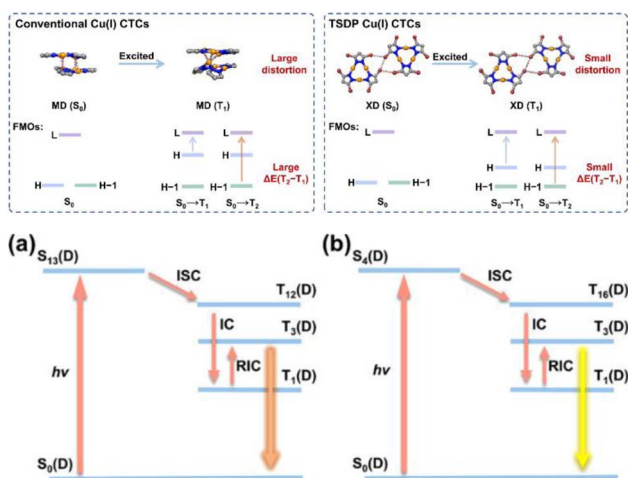 Conventional Cu(I) CTCs
Excited
Large
distortion
MD (S₀)
MD (T₁)
FMOs:
L
L
L
H
H
Large
ΔE(T₂−T₁)
H
H−1
H−1
H−1
S₀
S₀→T₁
S₀→T₂
TSDP Cu(I) CTCs
Excited
Small
distortion
XD (S₀)
XD (T₁)
FMOs:
L
L
L
H
H
Small
ΔE(T₂−T₁)
H
H−1
H−1
H−1
S₀
S₀→T₁
S₀→T₂
(a)
S₁₃(D)
ISC
T₁₂(D)
IC
T₃(D)
hv
RIC
T₁(D)
S₀(D)
(b)
S₄(D)
ISC
T₁₆(D)
IC
T₃(D)
hv
RIC
T₁(D)
S₀(D)